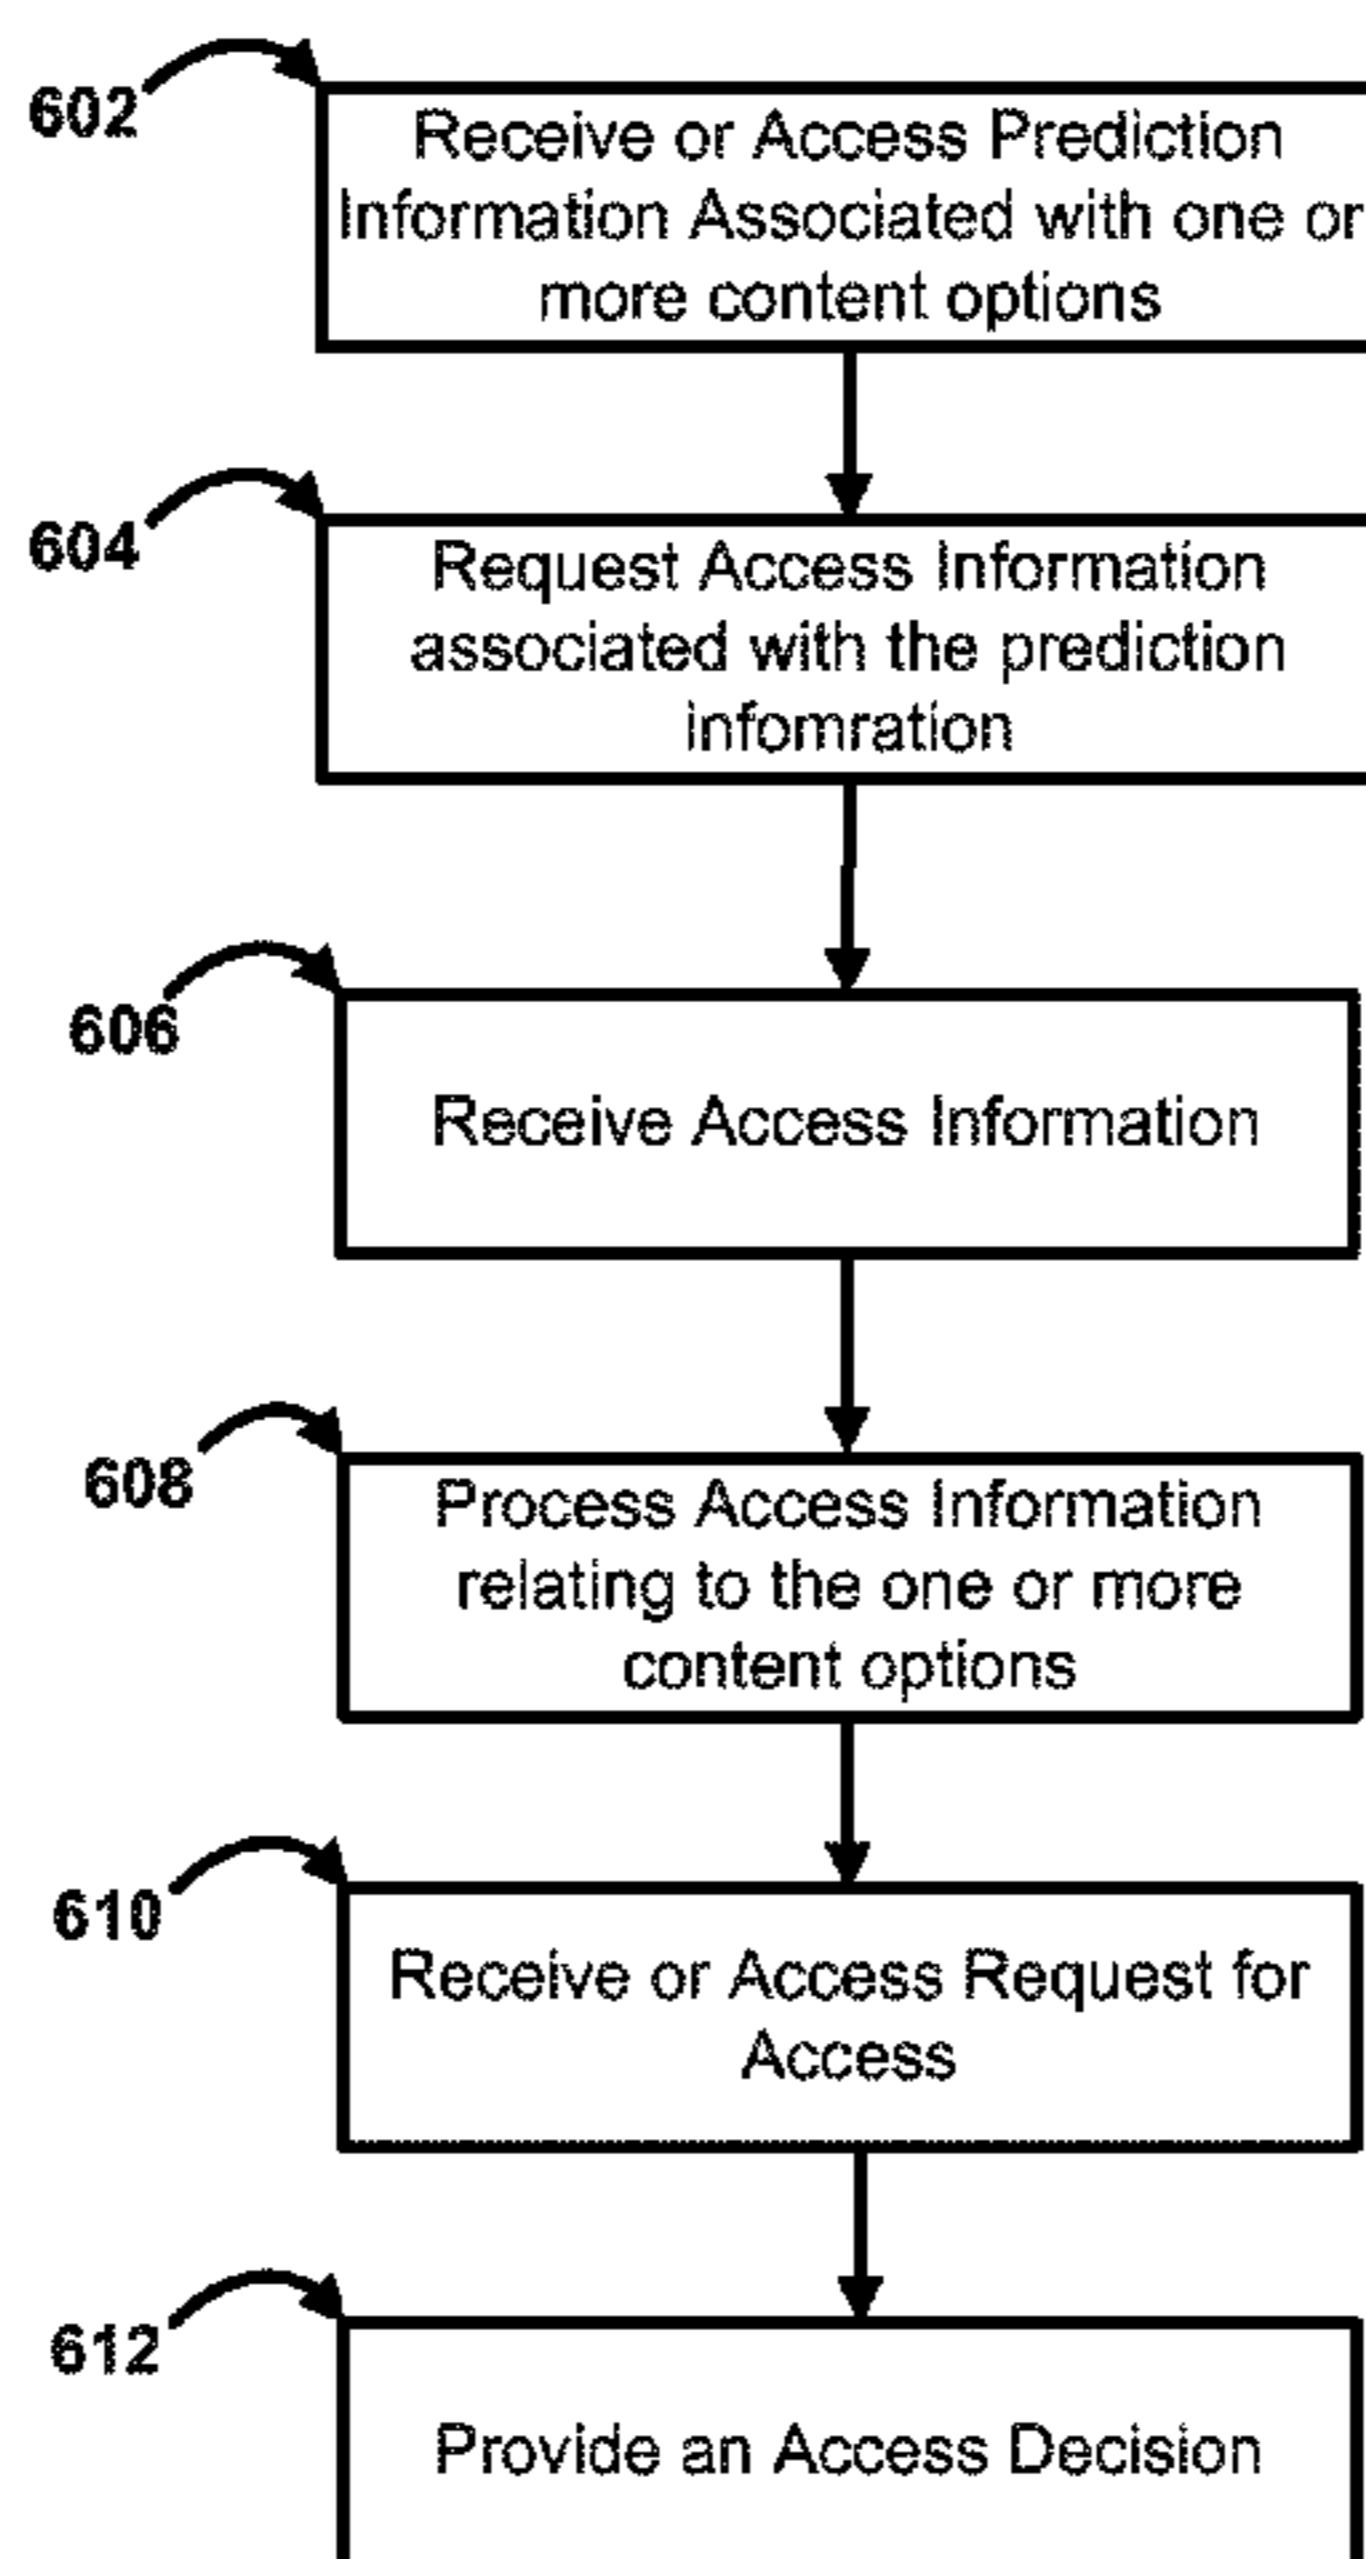 602
Receive or Access Prediction
Information Associated with one or
more content options
604
Request Access Information
associated with the prediction
infomration
606
Receive Access Information
608
Process Access Information
relating to the one or more
content options
610
Receive or Access Request for
Access
612
Provide an Access Decision